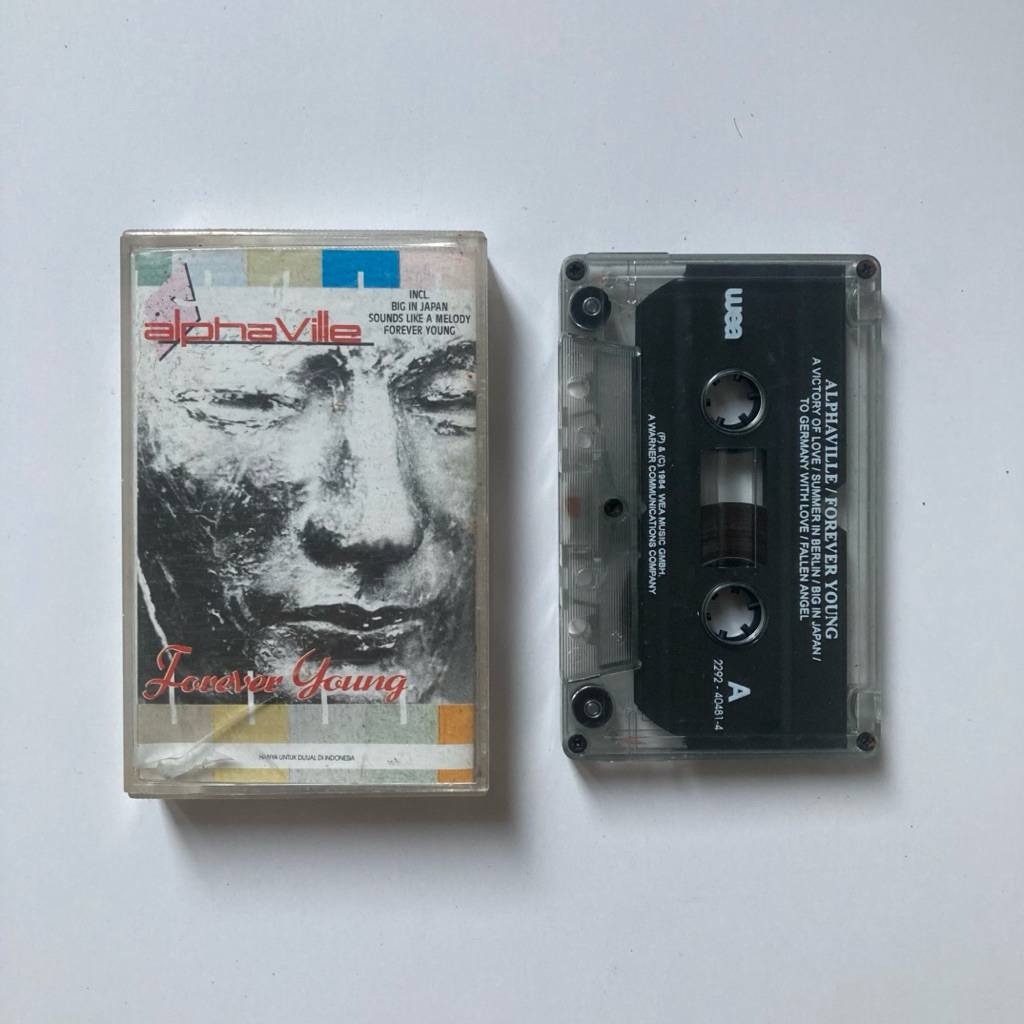 INCL.
BIG IN JAPAN
SOUNDS LIKE A MELODY
FOREVER YOUNG
alphaville
Forever Young
HANYA UNTUK DIJUAL DI INDONESIA
wea
ALPHAVILLE / FOREVER YOUNG
A VICTORY OF LOVE / SUMMER IN BERLIN / BIG IN JAPAN /
TO GERMANY WITH LOVE / FALLEN ANGEL
A
2292 - 40481-4
(P) & (C) 1984 WEA MUSIC GMBH.
A WARNER COMMUNICATIONS COMPANY